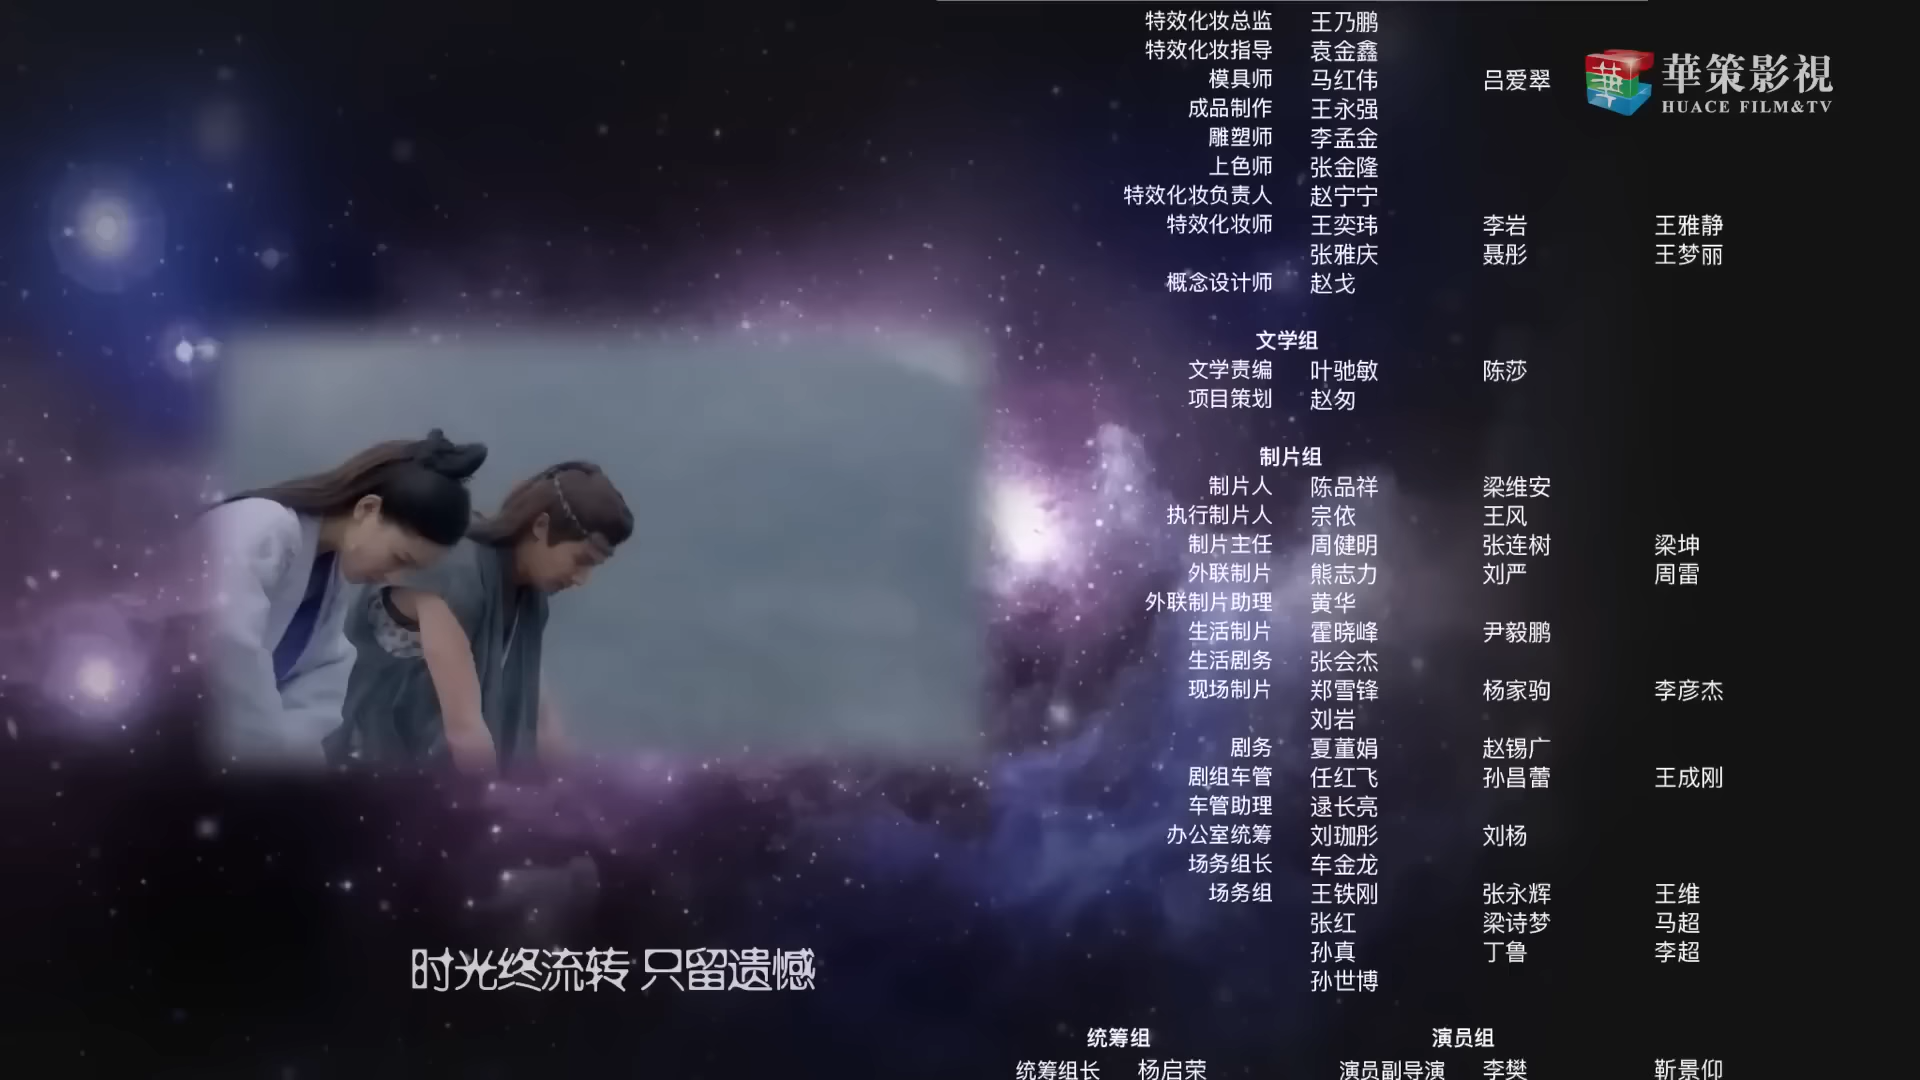 特效化妆总监 王乃鹏
特效化妆指导 袁金鑫
模具师 马红伟 吕爱翠
成品制作 王永强
雕塑师 李孟金
上色师 张金隆
特效化妆负责人 赵宁宁
特效化妆师 王奕玮 李岩 王雅静
张雅庆 聂彤 王梦丽
概念设计师 赵戈
華策影視
HUACE FILM&TV
文学组
文学责编 叶驰敏 陈莎
项目策划 赵匆
制片组
制片人 陈品祥 梁维安
执行制片人 宗依 王风
制片主任 周健明 张连树 梁坤
外联制片 熊志力 刘严 周雷
外联制片助理 黄华
生活制片 霍晓峰 尹毅鹏
生活剧务 张会杰
现场制片 郑雪锋 杨家驹 李彦杰
刘岩
剧务 夏董娟 赵锡广
剧组车管 任红飞 孙昌蕾 王成刚
车管助理 逯长亮
办公室统筹 刘珈彤 刘杨
场务组长 车金龙
场务组 王铁刚 张永辉 王维
张红 梁诗梦 马超
孙真 丁鲁 李超
孙世博
时光终流转 只留遗憾
统筹组 演员组
统筹组长 杨启荣 演员副导演 李樊 靳景仰